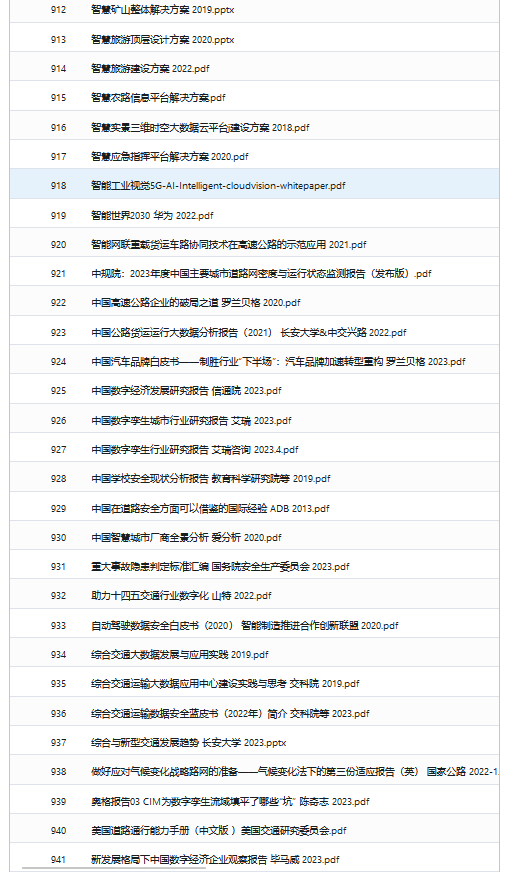 912 智慧矿山整体解决方案 2019.pptx
913 智慧旅游顶层设计方案 2020.pptx
914 智慧旅游建设方案 2022.pdf
915 智慧农路信息平台解决方案.pdf
916 智慧实景三维时空大数据云平台j建设方案 2018.pdf
917 智慧应急指挥平台解决方案 2020.pdf
918 智能工业视觉5G-AI-Intelligent-cloudvision-whitepaper.pdf
919 智能世界2030 华为 2022.pdf
920 智能网联重载货运车路协同技术在高速公路的示范应用 2021.pdf
921 中规院：2023年度中国主要城市道路网密度与运行状态监测报告（发布版）.pdf
922 中国高速公路企业的破局之道 罗兰贝格 2020.pdf
923 中国公路货运运行大数据分析报告（2021） 长安大学&中交兴路 2022.pdf
924 中国汽车品牌白皮书——制胜行业“下半场”：汽车品牌加速转型重构 罗兰贝格 2023.pdf
925 中国数字经济发展研究报告 信通院 2023.pdf
926 中国数字孪生城市行业研究报告 艾瑞 2023.pdf
927 中国数字孪生行业研究报告 艾瑞咨询 2023.4.pdf
928 中国学校安全现状分析报告 教育科学研究院等 2019.pdf
929 中国在道路安全方面可以借鉴的国际经验 ADB 2013.pdf
930 中国智慧城市厂商全景分析 爱分析 2020.pdf
931 重大事故隐患判定标准汇编 国务院安全生产委员会 2023.pdf
932 助力十四五交通行业数字化 山特 2022.pdf
933 自动驾驶数据安全白皮书（2020） 智能制造推进合作创新联盟 2020.pdf
934 综合交通大数据发展与应用实践 2019.pdf
935 综合交通运输大数据应用中心建设实践与思考 交科院 2019.pdf
936 综合交通运输数据安全蓝皮书（2022年）简介 交科院等 2023.pdf
937 综合与新型交通发展趋势 长安大学 2023.pptx
938 做好应对气候变化战略路网的准备——气候变化法下的第三份适应报告（英） 国家公路 2022-1.
939 奥格报告03 CIM为数字孪生流域填平了哪些“坑” 陈奇志 2023.pdf
940 美国道路通行能力手册（中文版 ）美国交通研究委员会.pdf
941 新发展格局下中国数字经济企业观察报告 毕马威 2023.pdf